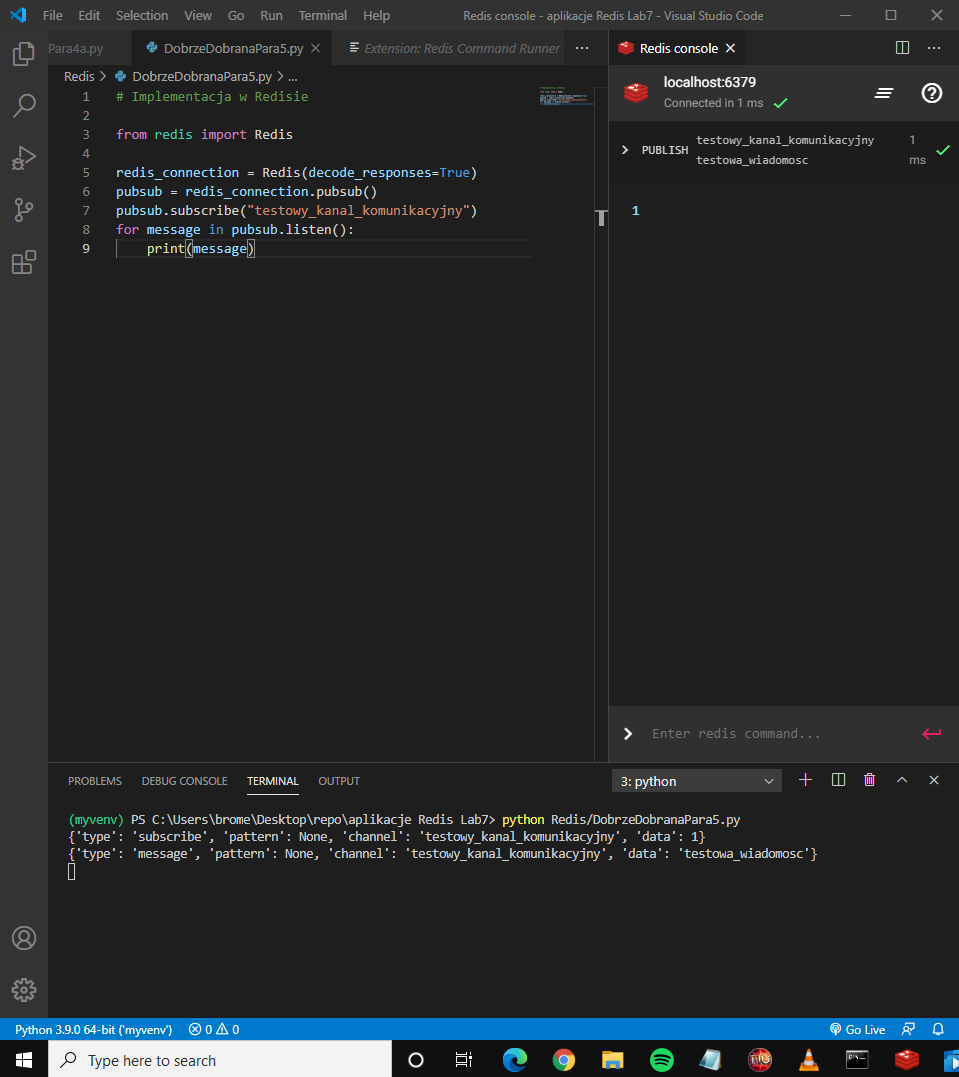 File Edit Selection View Go Run Terminal Help Redis console - aplikacje Redis Lab7 - Visual Studio Code
Para4a.py DobrzeDobranaPara5.py Extension: Redis Command Runner ...
Redis > DobrzeDobranaPara5.py > ...
1 # Implementacja w Redisie
2
3 from redis import Redis
4
5 redis_connection = Redis(decode_responses=True)
6 pubsub = redis_connection.pubsub()
7 pubsub.subscribe("testowy_kanal_komunikacyjny")
8 for message in pubsub.listen():
9 print(message)
Redis console
localhost:6379
Connected in 1 ms
PUBLISH testowy_kanal_komunikacyjny 1
testowa_wiadomosc ms
1
Enter redis command...
PROBLEMS DEBUG CONSOLE TERMINAL OUTPUT 3: python
(myvenv) PS C:\Users\brome\Desktop\repo\aplikacje Redis Lab7> python Redis/DobrzeDobranaPara5.py
{'type': 'subscribe', 'pattern': None, 'channel': 'testowy_kanal_komunikacyjny', 'data': 1}
{'type': 'message', 'pattern': None, 'channel': 'testowy_kanal_komunikacyjny', 'data': 'testowa_wiadomosc'}
Python 3.9.0 64-bit ('myvenv') 0 0 Go Live
Type here to search